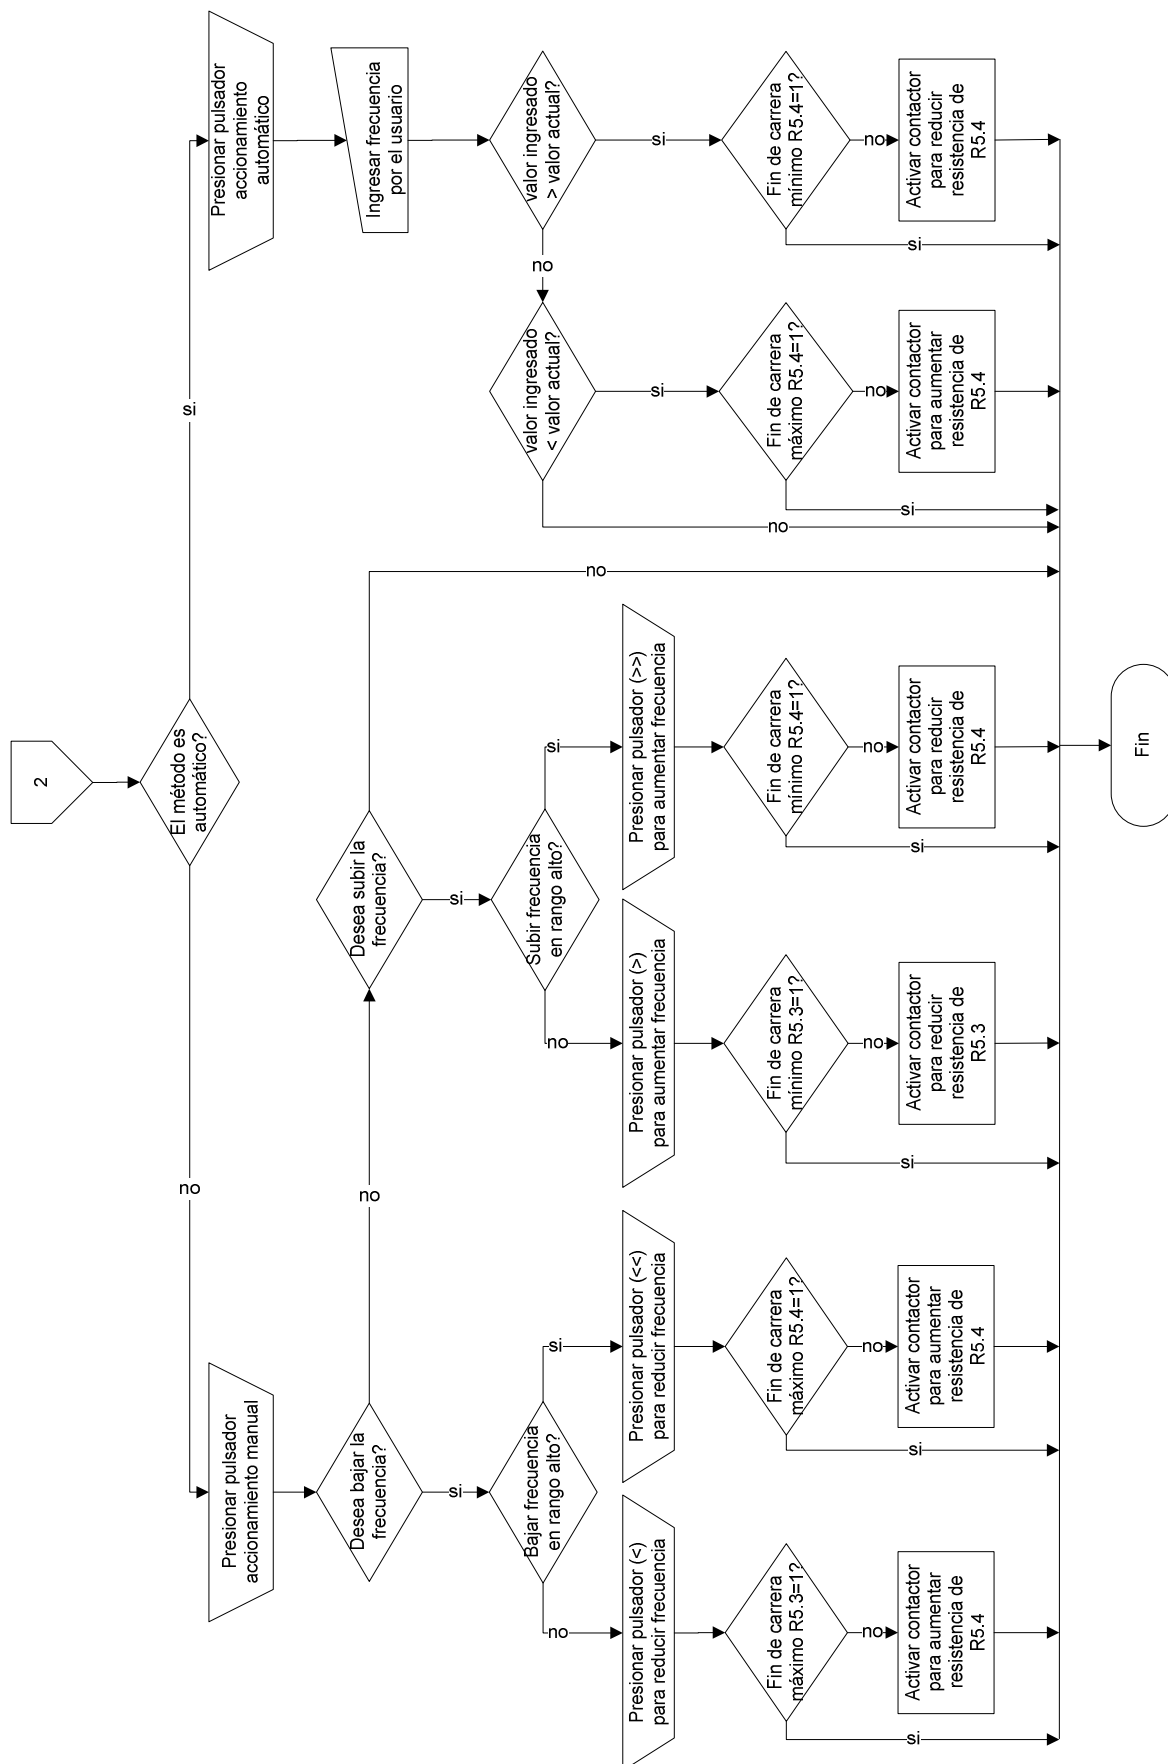 2
El método es
automático?
no
si
Presionar pulsador
accionamiento manual
Desea bajar la
frecuencia?
no
si
Bajar frecuencia
en rango alto?
no
si
Presionar pulsador (<)
para reducir frecuencia
Fin de carrera
máximo R5.3=1?
no
si
Activar contactor
para aumentar
resistencia de
R5.4
Presionar pulsador (<<)
para reducir frecuencia
Fin de carrera
máximo R5.4=1?
no
si
Activar contactor
para aumentar
resistencia de
R5.4
Desea subir la
frecuencia?
no
si
Subir frecuencia
en rango alto?
no
si
Presionar pulsador (>)
para aumentar frecuencia
Fin de carrera
mínimo R5.3=1?
no
si
Activar contactor
para reducir
resistencia de
R5.3
Presionar pulsador (>>)
para aumentar frecuencia
Fin de carrera
mínimo R5.4=1?
no
si
Activar contactor
para reducir
resistencia de
R5.4
Presionar pulsador
accionamiento
automático
Ingresar frecuencia
por el usuario
valor ingresado
> valor actual?
no
si
valor ingresado
< valor actual?
no
si
Fin de carrera
máximo R5.4=1?
no
si
Activar contactor
para aumentar
resistencia de
R5.4
Fin de carrera
mínimo R5.4=1?
no
si
Activar contactor
para reducir
resistencia de
R5.4
Fin